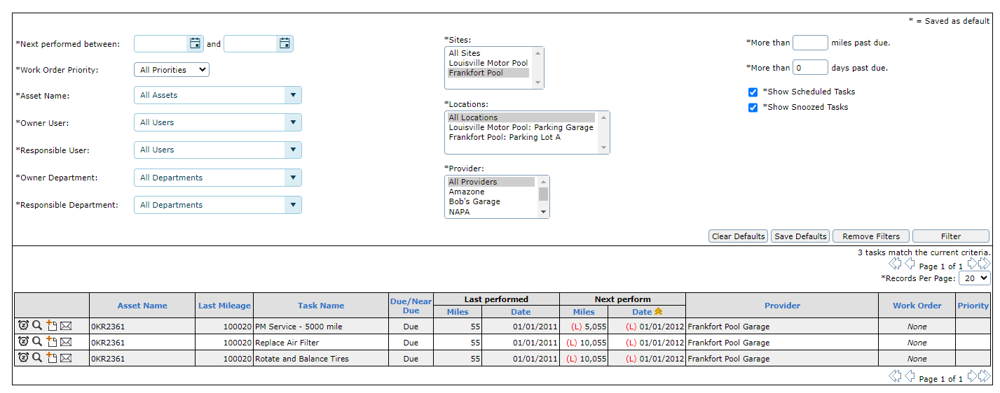 * = Saved as default
*Next performed between: and
*Work Order Priority: All Priorities
*Asset Name: All Assets
*Owner User: All Users
*Responsible User: All Users
*Owner Department: All Departments
*Responsible Department: All Departments
*Sites:
All Sites
Louisville Motor Pool
Frankfort Pool
*Locations:
All Locations
Louisville Motor Pool: Parking Garage
Frankfort Pool: Parking Lot A
*Provider:
All Providers
Amazone
Bob's Garage
NAPA
*More than miles past due.
*More than 0 days past due.
*Show Scheduled Tasks
*Show Snoozed Tasks
Clear Defaults Save Defaults Remove Filters Filter
3 tasks match the current criteria.
Page 1 of 1
*Records Per Page: 20
Asset Name Last Mileage Task Name Due/Near Due Last performed Next perform Provider Work Order Priority
Miles Date Miles Date
0KR2361 100020 PM Service - 5000 mile Due 55 01/01/2011 (L) 5,055 (L) 01/01/2012 Frankfort Pool Garage None
0KR2361 100020 Replace Air Filter Due 55 01/01/2011 (L) 10,055 (L) 01/01/2012 Frankfort Pool Garage None
0KR2361 100020 Rotate and Balance Tires Due 55 01/01/2011 (L) 10,055 (L) 01/01/2012 Frankfort Pool Garage None
Page 1 of 1